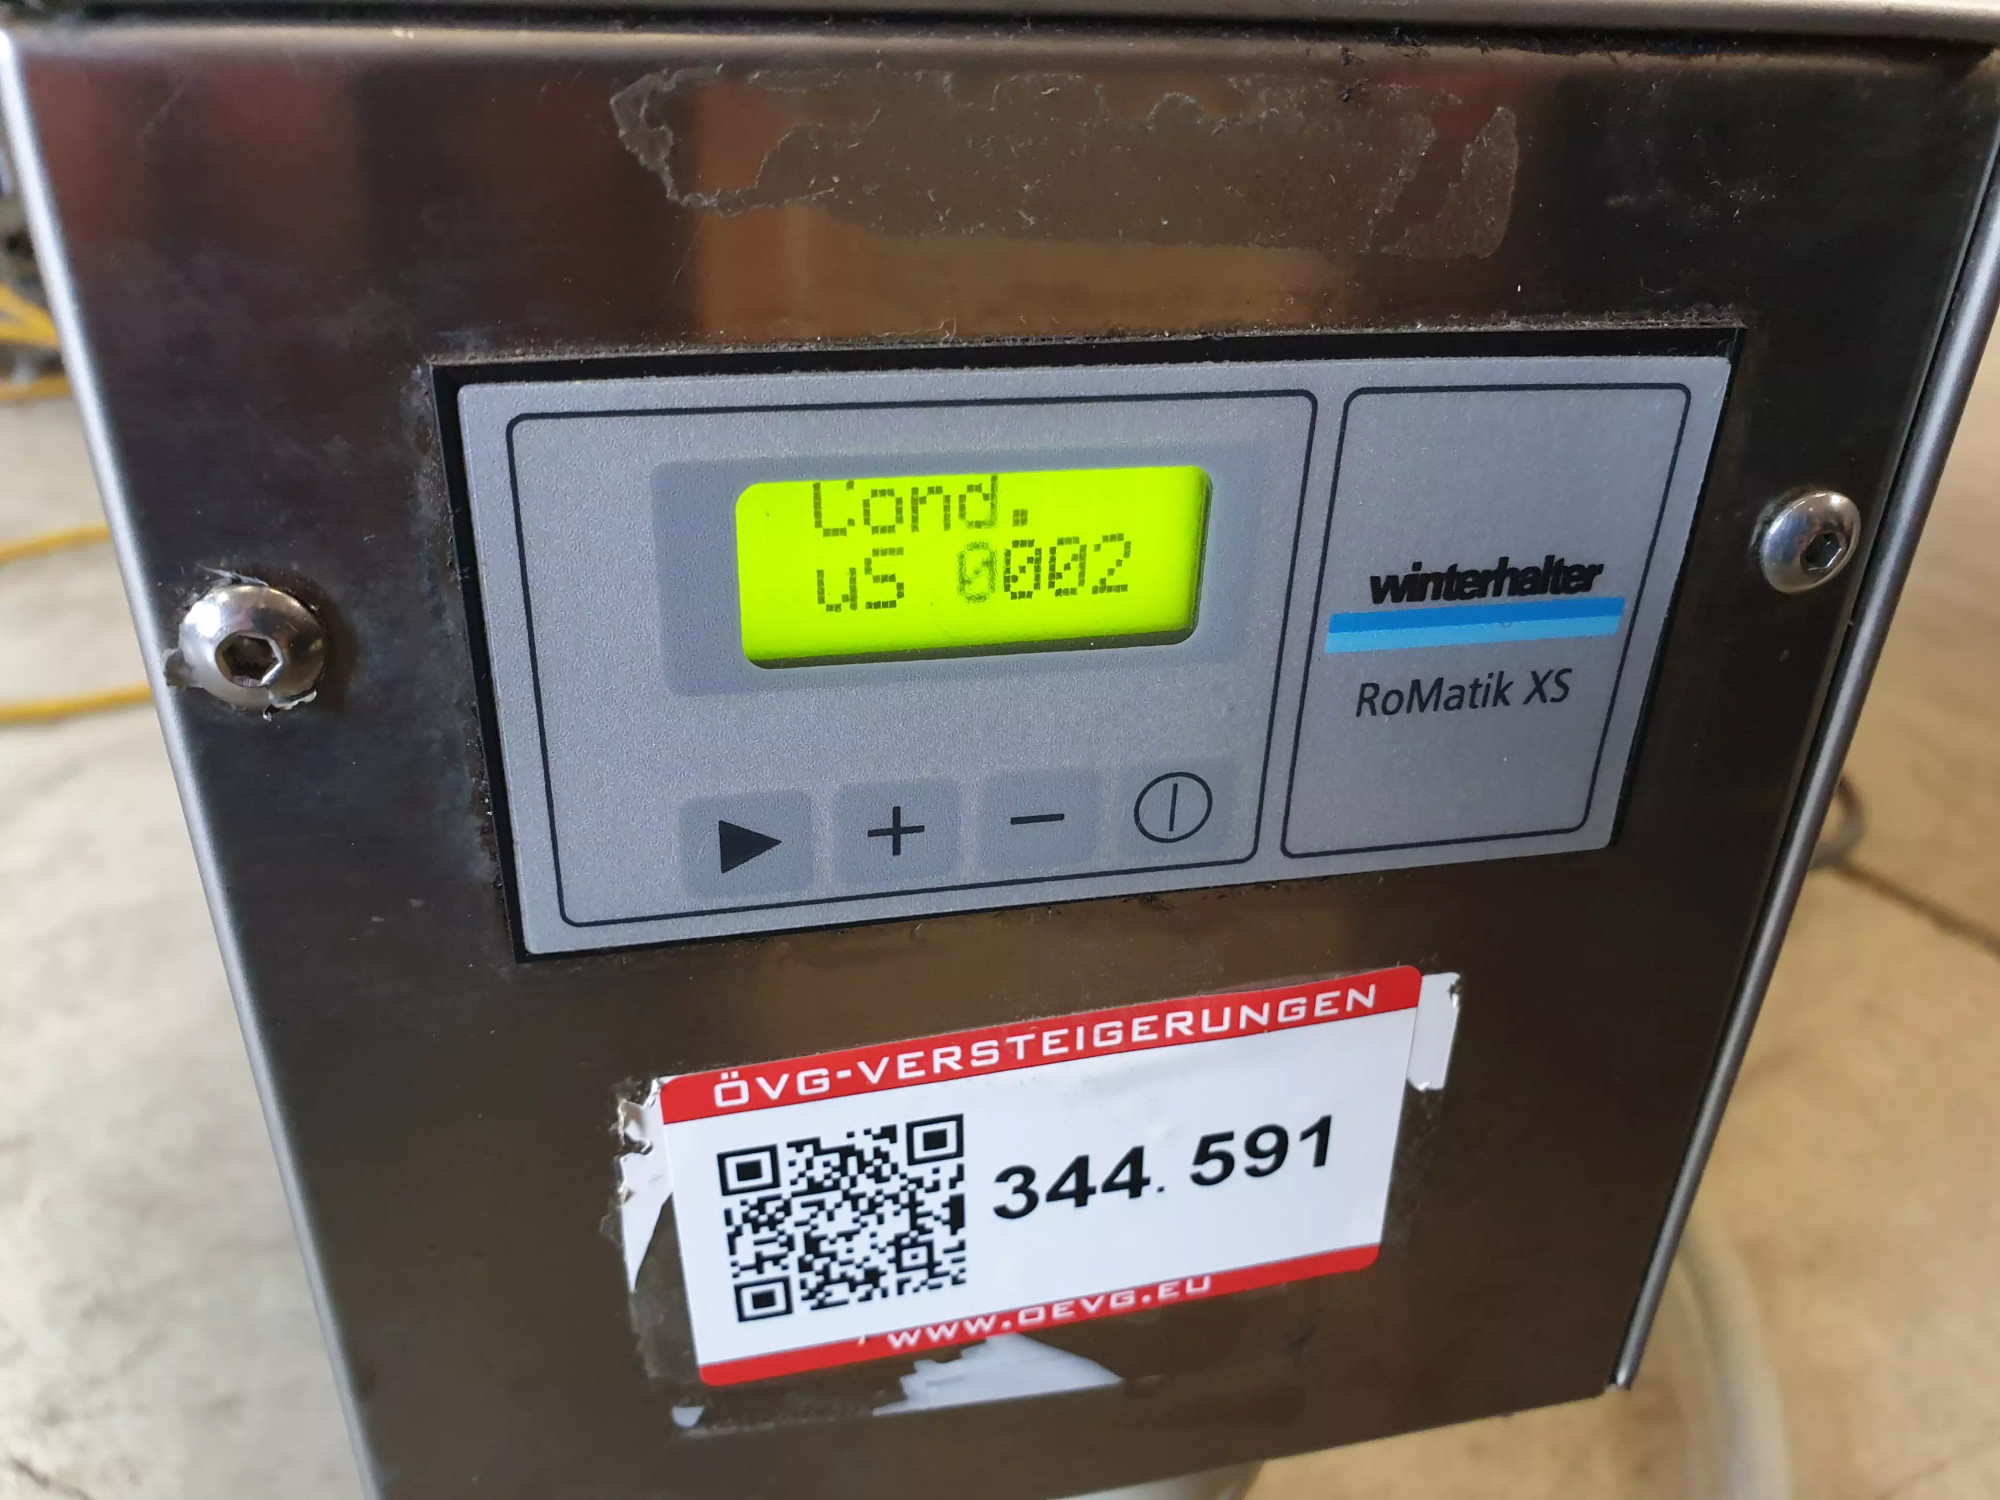 Cond.
uS 0002
winterhalter
RoMatik XS
ÖVG-VERSTEIGERUNGEN
344. 591
WWW.OEVG.EU